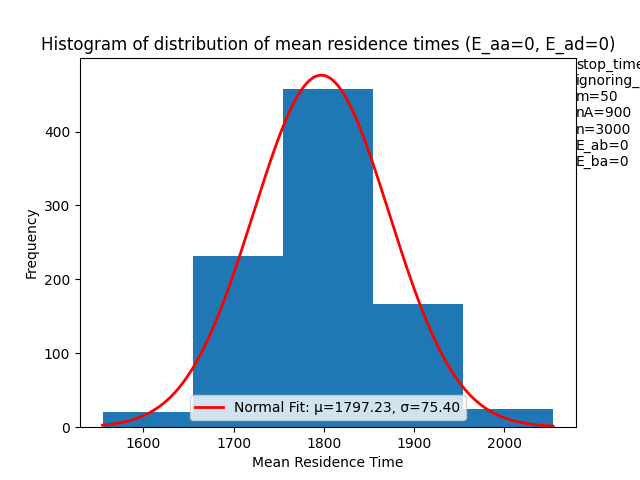 Histogram of distribution of mean residence times (E_aa=0, E_ad=0)
stop_time
ignoring_
m=50
nA=900
n=3000
E_ab=0
E_ba=0
Frequency
400
300
200
100
0
Normal Fit: μ=1797.23, σ=75.40
1600 1700 1800 1900 2000
Mean Residence Time